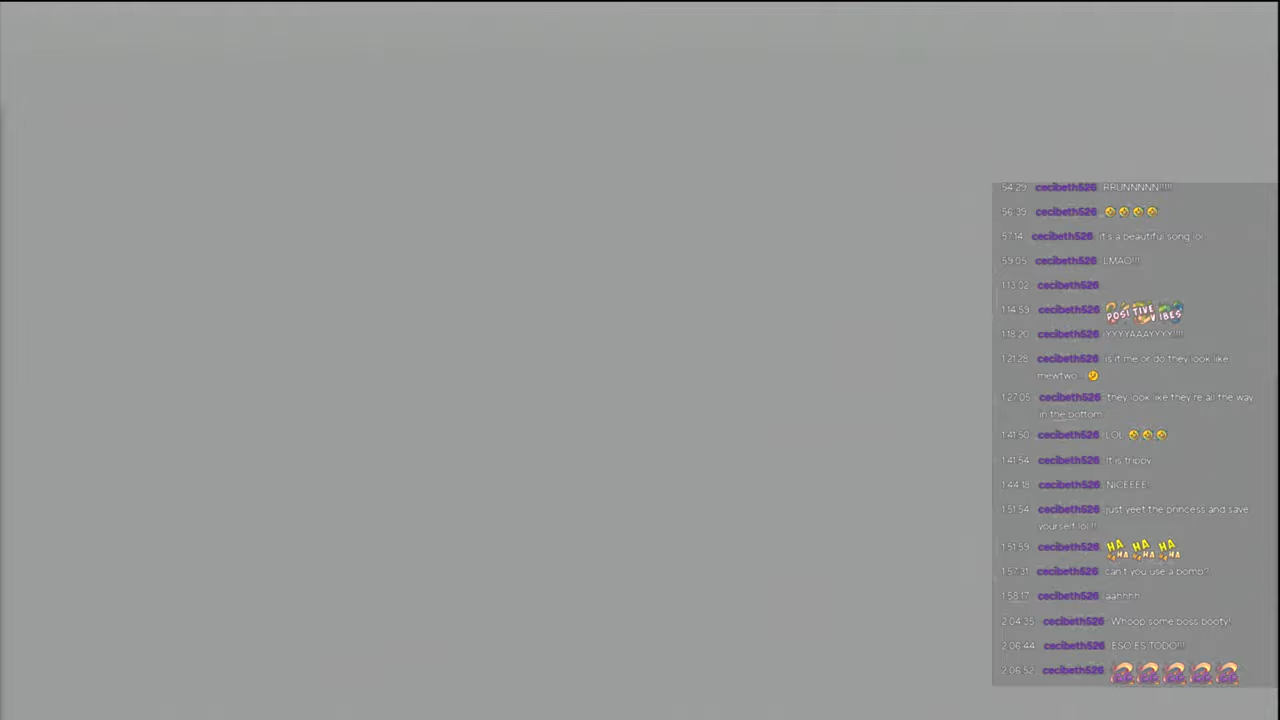 54:29 cecibeth526 RRUNNNNN!!!!!
56:39 cecibeth526
57:14 cecibeth526 it's a beautiful song lol
59:05 cecibeth526 LMAO!!!
1:13:02 cecibeth526
1:14:59 cecibeth526 POSITIVE VIBES
1:18:20 cecibeth526 YYYYAAAYYYY!!!!
1:21:28 cecibeth526 is it me or do they look like
mewtwo...
1:27:05 cecibeth526 they look like they're all the way
in the bottom
1:41:50 cecibeth526 LOL
1:41:54 cecibeth526 It is trippy
1:44:18 cecibeth526 NICEEEE
1:51:54 cecibeth526 just yeet the princess and save
yourself lol!!
1:51:59 cecibeth526 HA HA HA HA HA HA
1:57:31 cecibeth526 can't you use a bomb?
1:58:17 cecibeth526 aahhhh
2:04:35 cecibeth526 Whoop some boss booty!
2:06:44 cecibeth526 ESO ES TODO!!!
2:06:52 cecibeth526